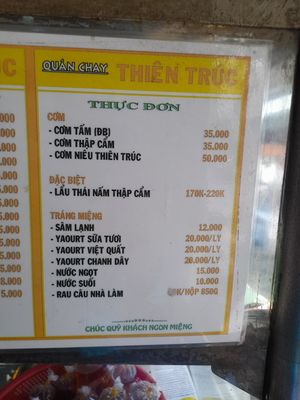 QUÁN CHAY THIÊN TRÚC
THỰC ĐƠN
CƠM
- CƠM TẤM (ĐB) 35.000
- CƠM THẬP CẨM 35.000
- CƠM NIÊU THIÊN TRÚC 50.000
ĐẶC BIỆT
- LẨU THÁI NẤM THẬP CẨM 170K-220K
TRÁNG MIỆNG
- SÂM LẠNH 12.000
- YAOURT SỮA TƯƠI 20.000/LY
- YAOURT VIỆT QUẤT 20.000/LY
- YAOURT CHANH DÂY 20.000/LY
- NƯỚC NGỌT 15.000
- NƯỚC SUỐI 10.000
- RAU CÂU NHÀ LÀM K/HỘP 850G
CHÚC QUÝ KHÁCH NGON MIỆNG